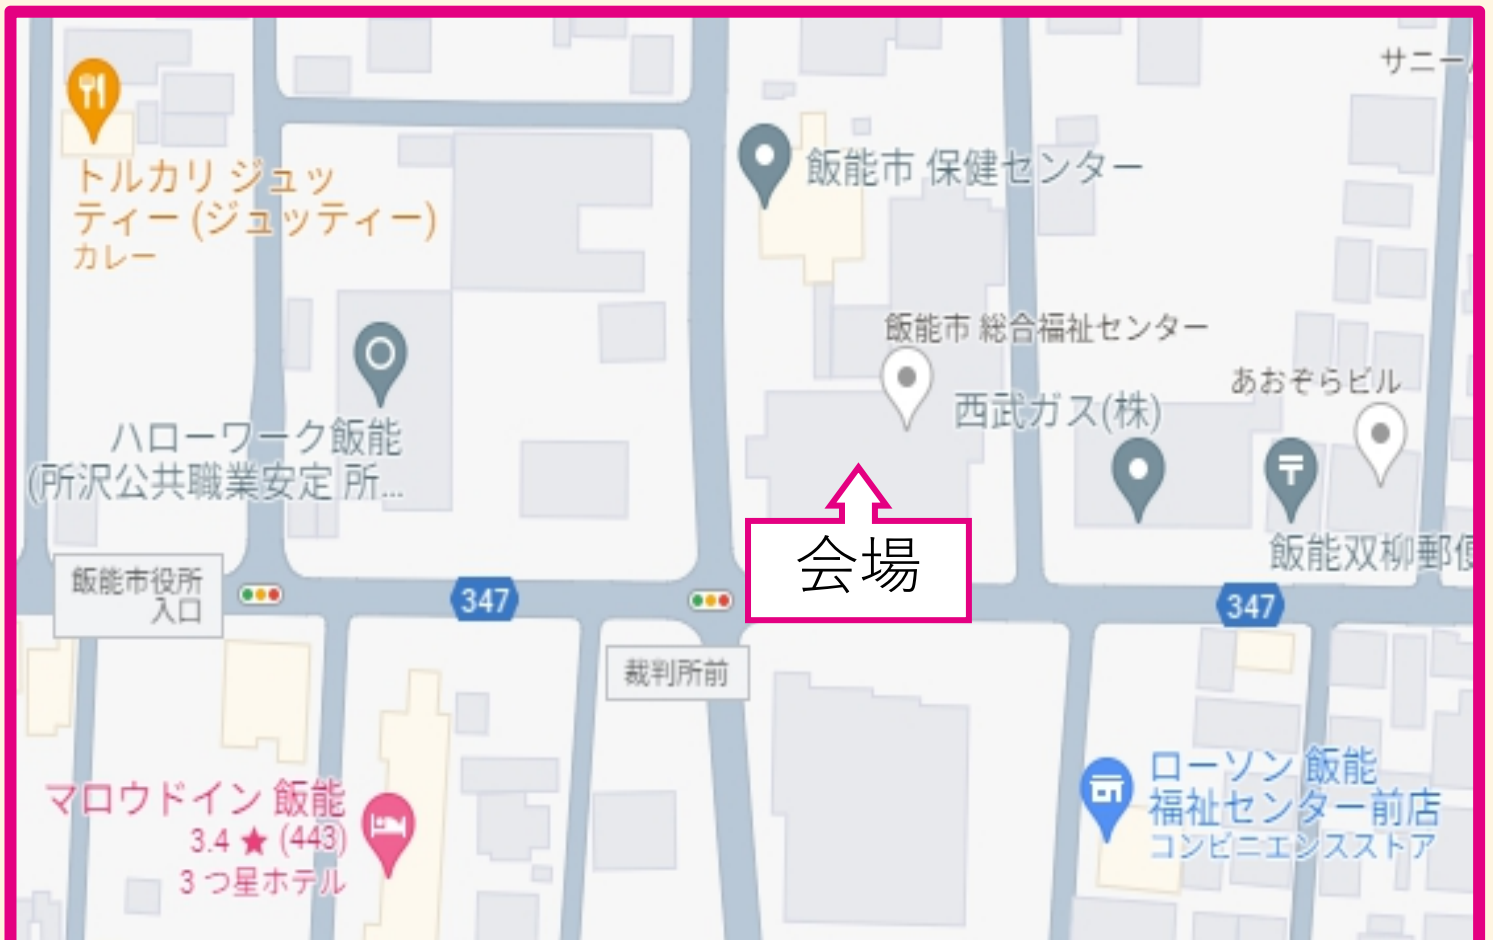 サニー
トルカリ ジュッ
ティー (ジュッティー)
カレー
飯能市 保健センター
飯能市 総合福祉センター
あおぞらビル
西武ガス(株)
ハローワーク飯能
(所沢公共職業安定 所...
飯能双柳郵便
会場
飯能市役所
入口
347
347
裁判所前
マロウドイン 飯能
3.4 ★ (443)
3 つ星ホテル
ローソン 飯能
福祉センター前店
コンビニエンスストア